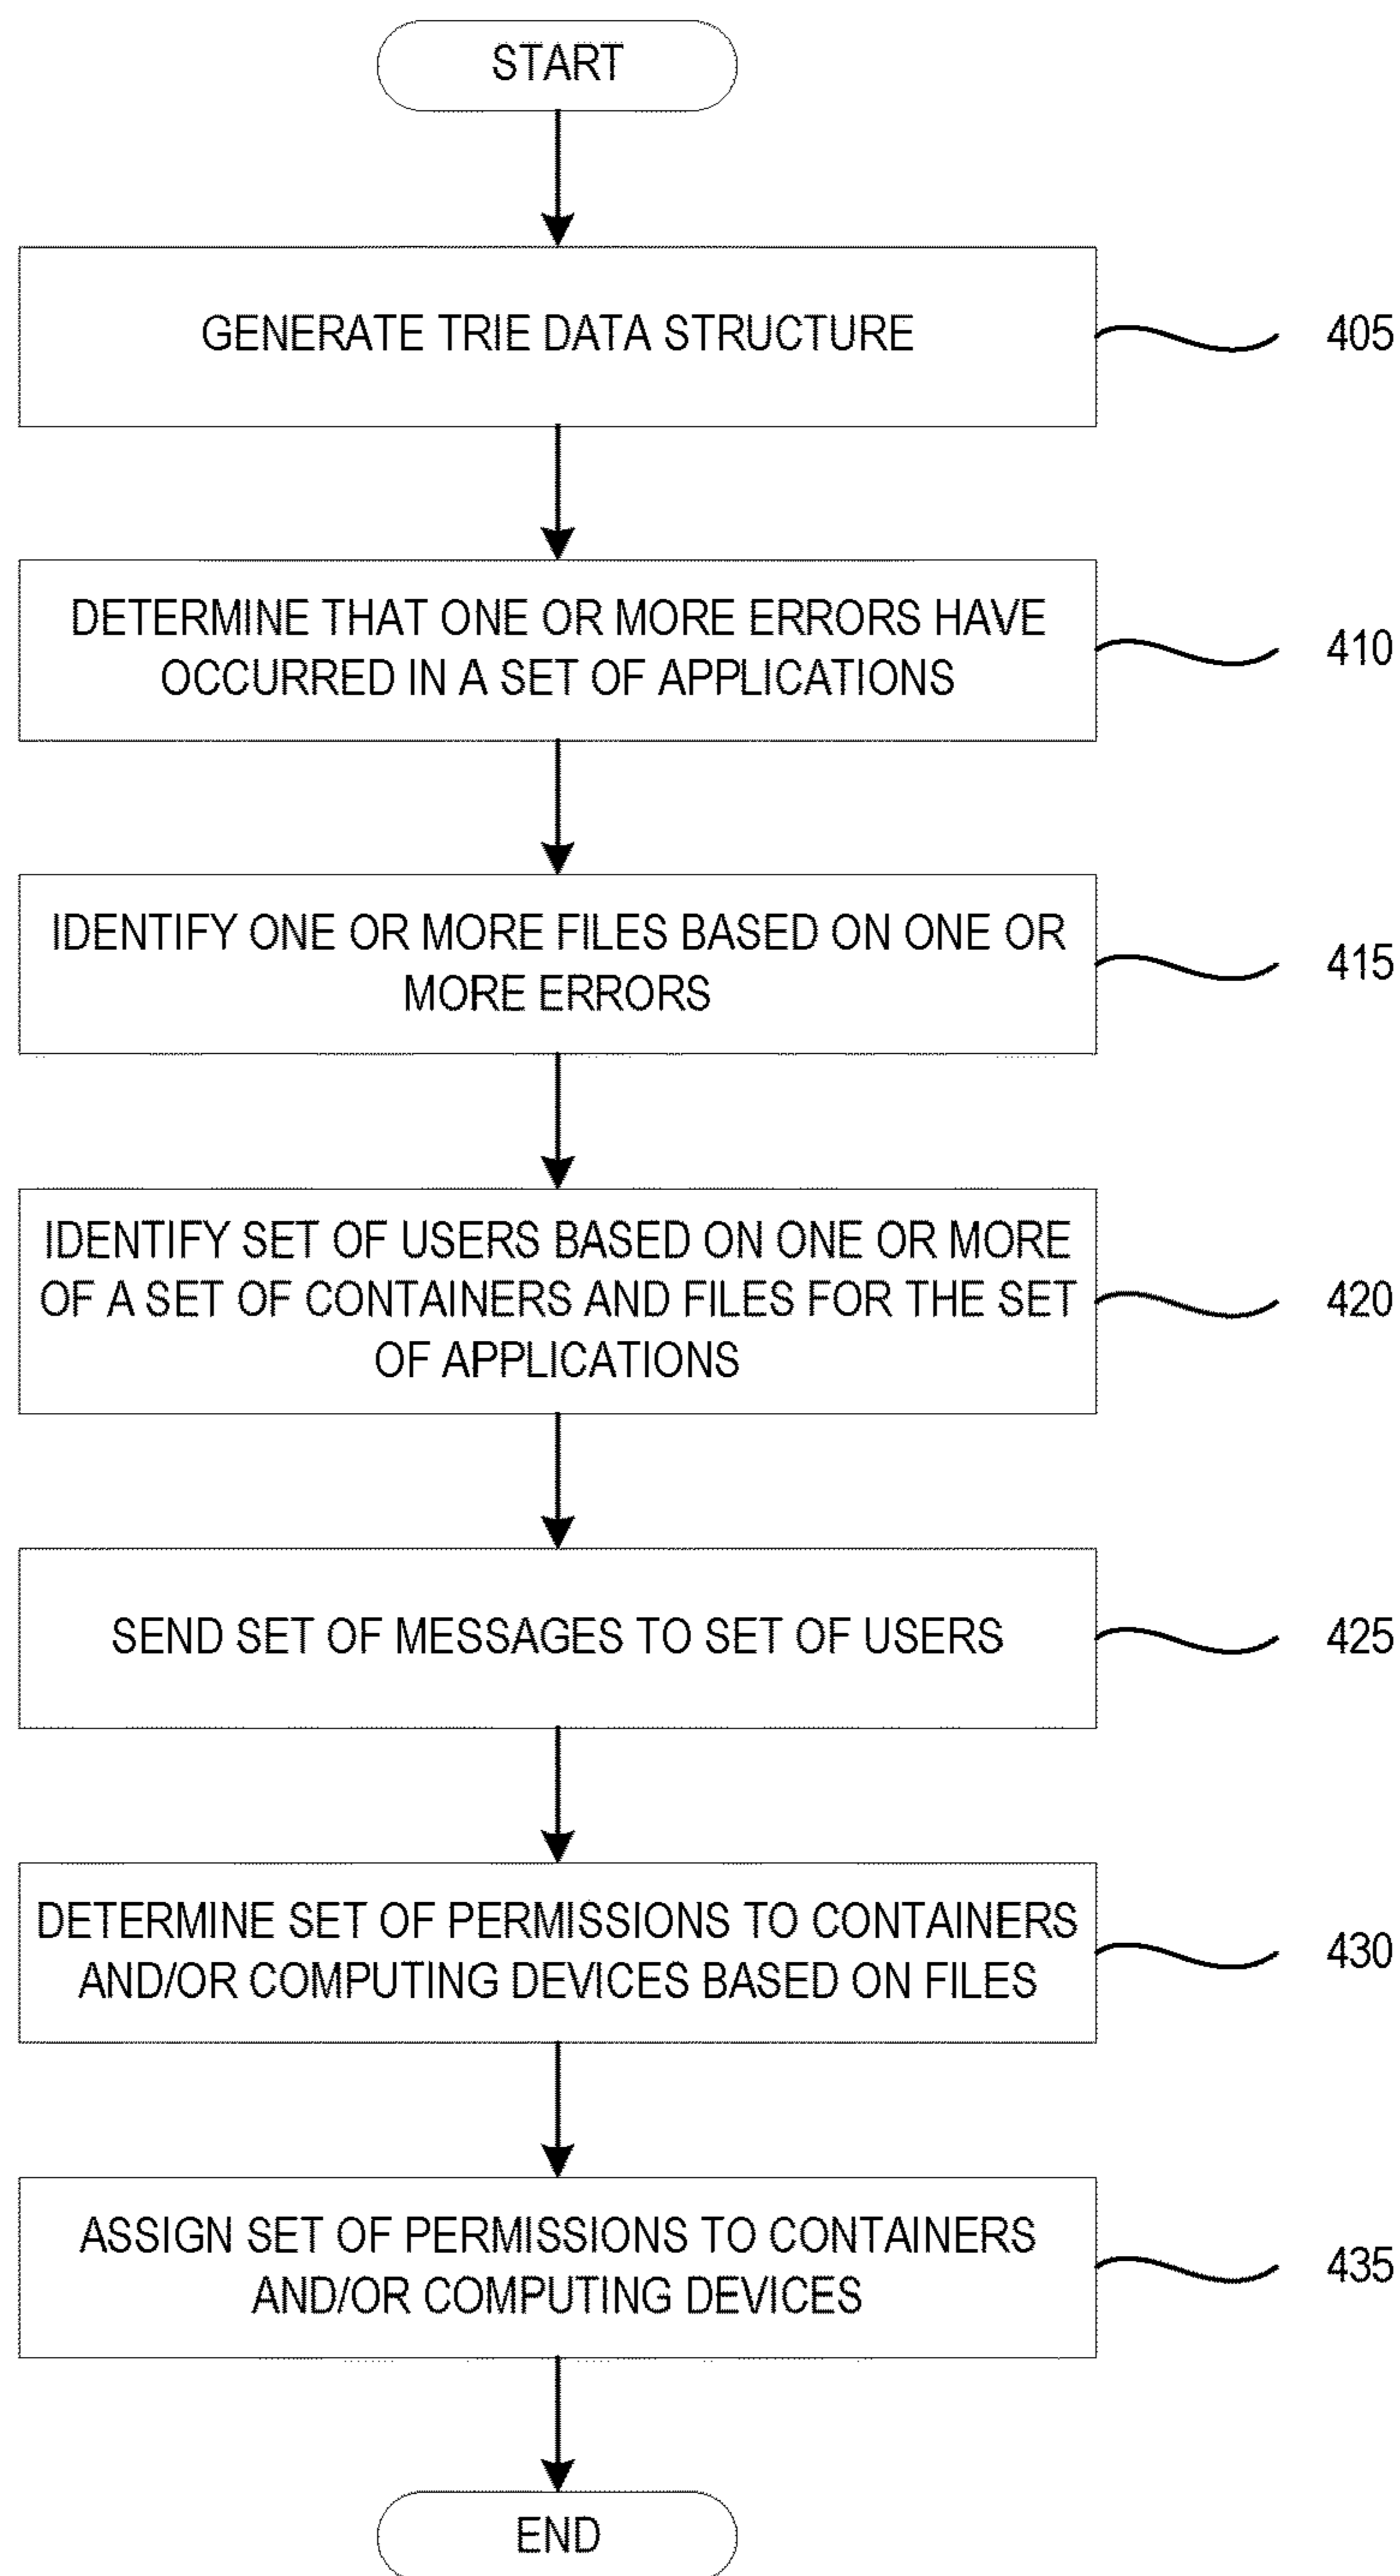 START
GENERATE TRIE DATA STRUCTURE
405
DETERMINE THAT ONE OR MORE ERRORS HAVE
OCCURRED IN A SET OF APPLICATIONS
410
IDENTIFY ONE OR MORE FILES BASED ON ONE OR
MORE ERRORS
415
IDENTIFY SET OF USERS BASED ON ONE OR MORE
OF A SET OF CONTAINERS AND FILES FOR THE SET
OF APPLICATIONS
420
SEND SET OF MESSAGES TO SET OF USERS
425
DETERMINE SET OF PERMISSIONS TO CONTAINERS
AND/OR COMPUTING DEVICES BASED ON FILES
430
ASSIGN SET OF PERMISSIONS TO CONTAINERS
AND/OR COMPUTING DEVICES
435
END